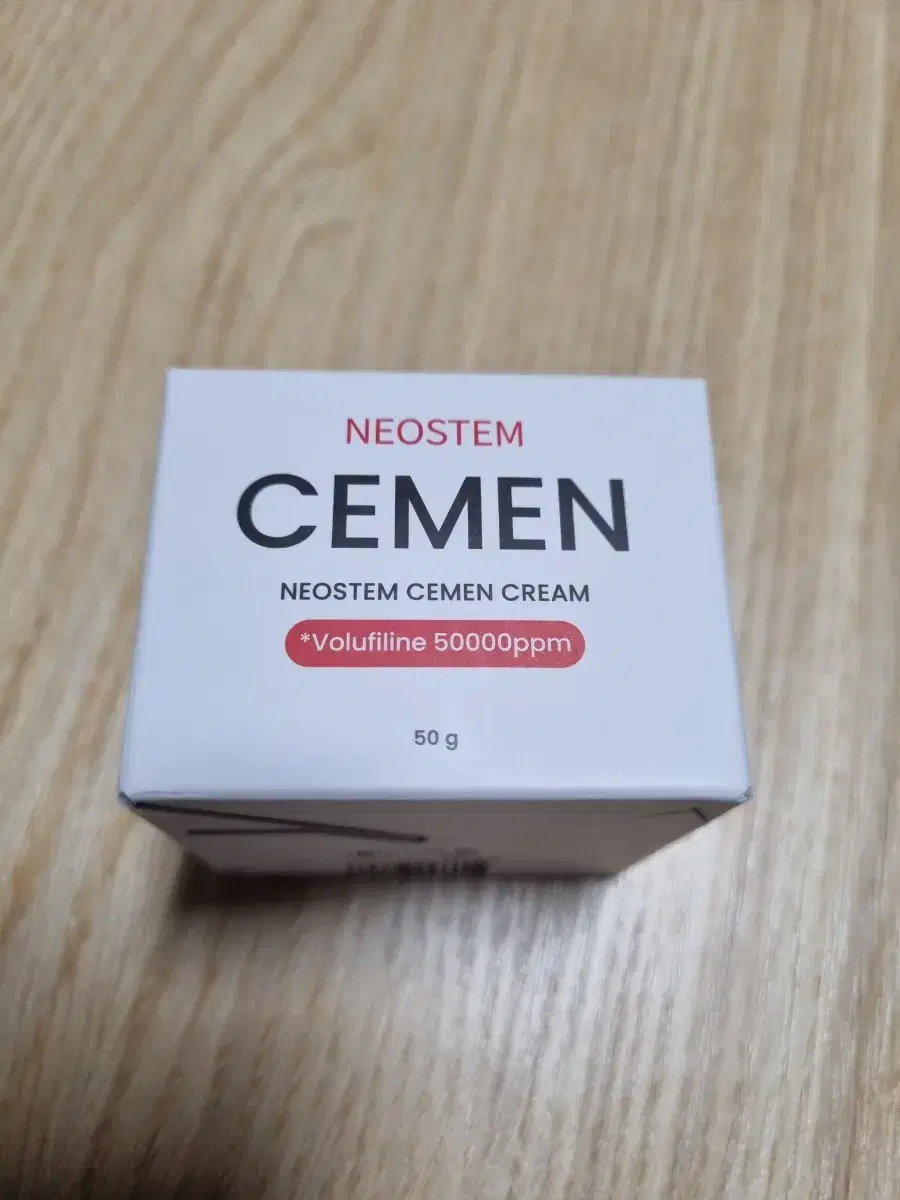 NEOSTEM
CEMEN
NEOSTEM CEMEN CREAM
*Volufiline 50000ppm
50 g